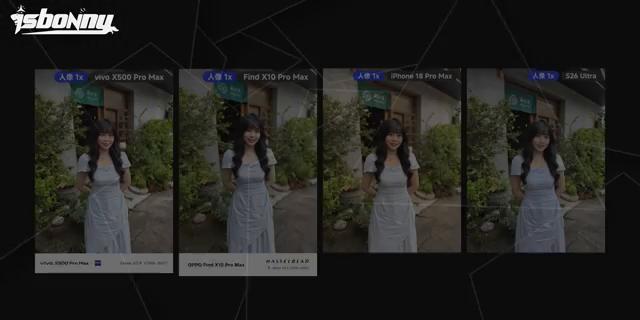 isbonny
人像 1x vivo X500 Pro Max
人像 1x Find X10 Pro Max
人像 1x iPhone 18 Pro Max
人像 1x S26 Ultra
vivo X500 Pro Max
OPPO Find X10 Pro Max
HASSELBLAD